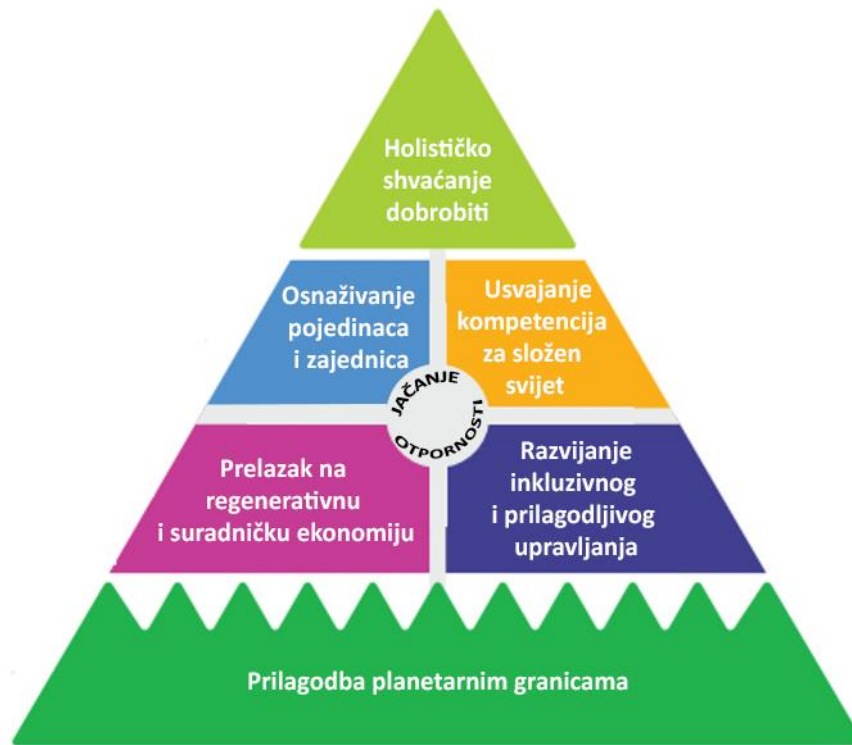 Holističko
shvaćanje
dobrobiti
Osnaživanje
pojedinaca
i zajednica
Usvajanje
kompetencija
za složen
svijet
JAČANJE
OTPORNOSTI
Prelazak na
regenerativnu
i suradničku ekonomiju
Razvijanje
inkluzivnog
i prilagodljivog
upravljanja
Prilagodba planetarnim granicama